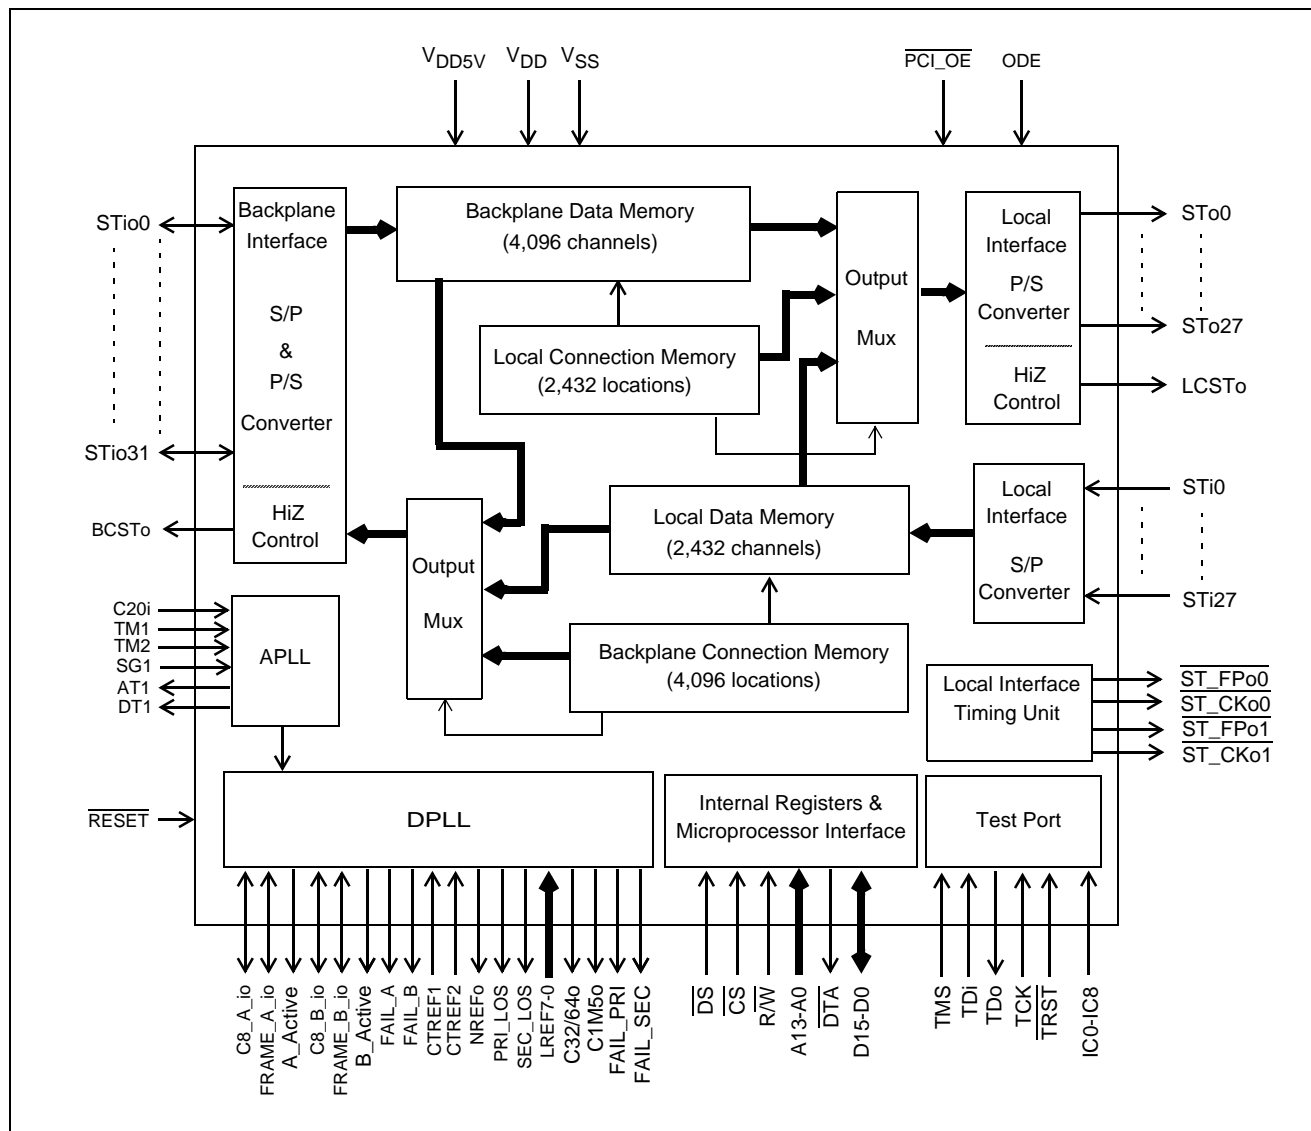 VDD5V VDD VSS PCI_OE ODE
STio0
STio31
BCSTo
Backplane
Interface
S/P
&
P/S
Converter
HiZ
Control
Backplane Data Memory
(4,096 channels)
Local Connection Memory
(2,432 locations)
Output
Mux
Local
Interface
P/S
Converter
HiZ
Control
STo0
STo27
LCSTo
Output
Mux
Local Data Memory
(2,432 channels)
Backplane Connection Memory
(4,096 locations)
Local
Interface
S/P
Converter
STi0
STi27
C20i
TM1
TM2
SG1
AT1
DT1
APLL
Local Interface
Timing Unit
ST_FPo0
ST_CKo0
ST_FPo1
ST_CKo1
RESET
DPLL
Internal Registers &
Microprocessor Interface
Test Port
C8_A_io
FRAME_A_io
A_Active
C8_B_io
FRAME_B_io
B_Active
FAIL_A
FAIL_B
CTREF1
CTREF2
NREFo
PRI_LOS
SEC_LOS
LREF7-0
C32/64o
C1M5o
FAIL_PRI
FAIL_SEC
DS
CS
R/W
A13-A0
DTA
D15-D0
TMS
TDi
TDo
TCK
TRST
IC0-IC8